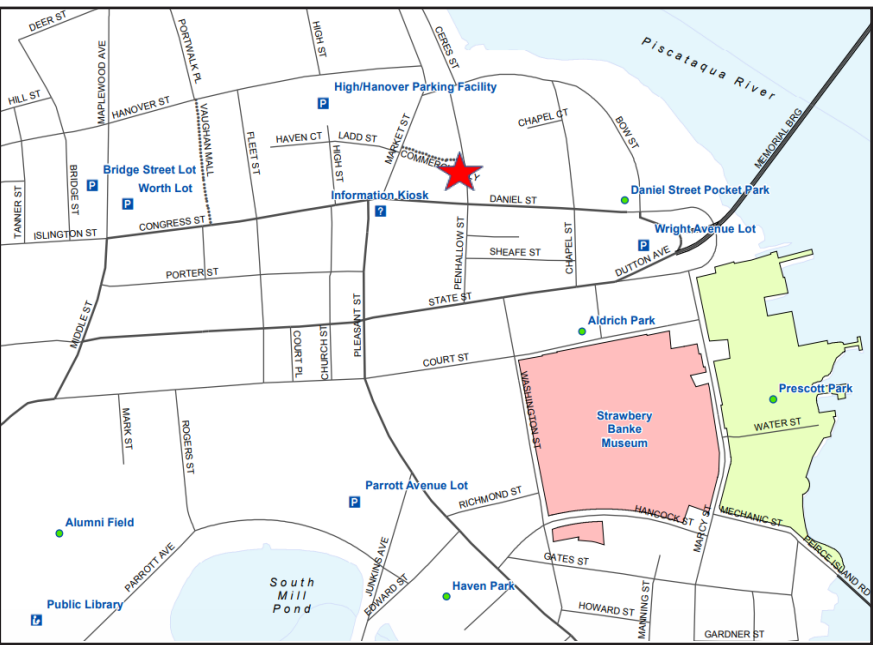 DEER ST
MAPLEWOOD AVE
PORTWALK PL
HIGH ST
CERES ST
Piscataqua River
HILL ST
HANOVER ST
High/Hanover Parking Facility
MEMORIAL BRG
VAUGHAN MALL
FLEET ST
HAVEN CT
LADD ST
HIGH ST
MARKET ST
CHAPEL CT
BOW ST
TANNER ST
BRIDGE ST
Bridge Street Lot
Worth Lot
Information Kiosk
DANIEL ST
Daniel Street Pocket Park
ISLINGTON ST
CONGRESS ST
Wright Avenue Lot
PENHALLOW ST
SHEAFE ST
CHAPEL ST
DUTTON AVE
PORTER ST
STATE ST
MIDDLE ST
COURT PL
CHURCH ST
PLEASANT ST
COURT ST
Aldrich Park
WASHINGTON ST
Strawbery
Banke
Museum
Prescott Park
WATER ST
MARK ST
ROGERS ST
Parrott Avenue Lot
RICHMOND ST
HANCOCK ST
MARCY ST
MECHANIC ST
PEIRCE ISLAND RD
Alumni Field
PARROTT AVE
South
Mill
Pond
JUNKINS AVE
EDWARD ST
GATES ST
Haven Park
Public Library
HOWARD ST
MANNING ST
GARDNER ST